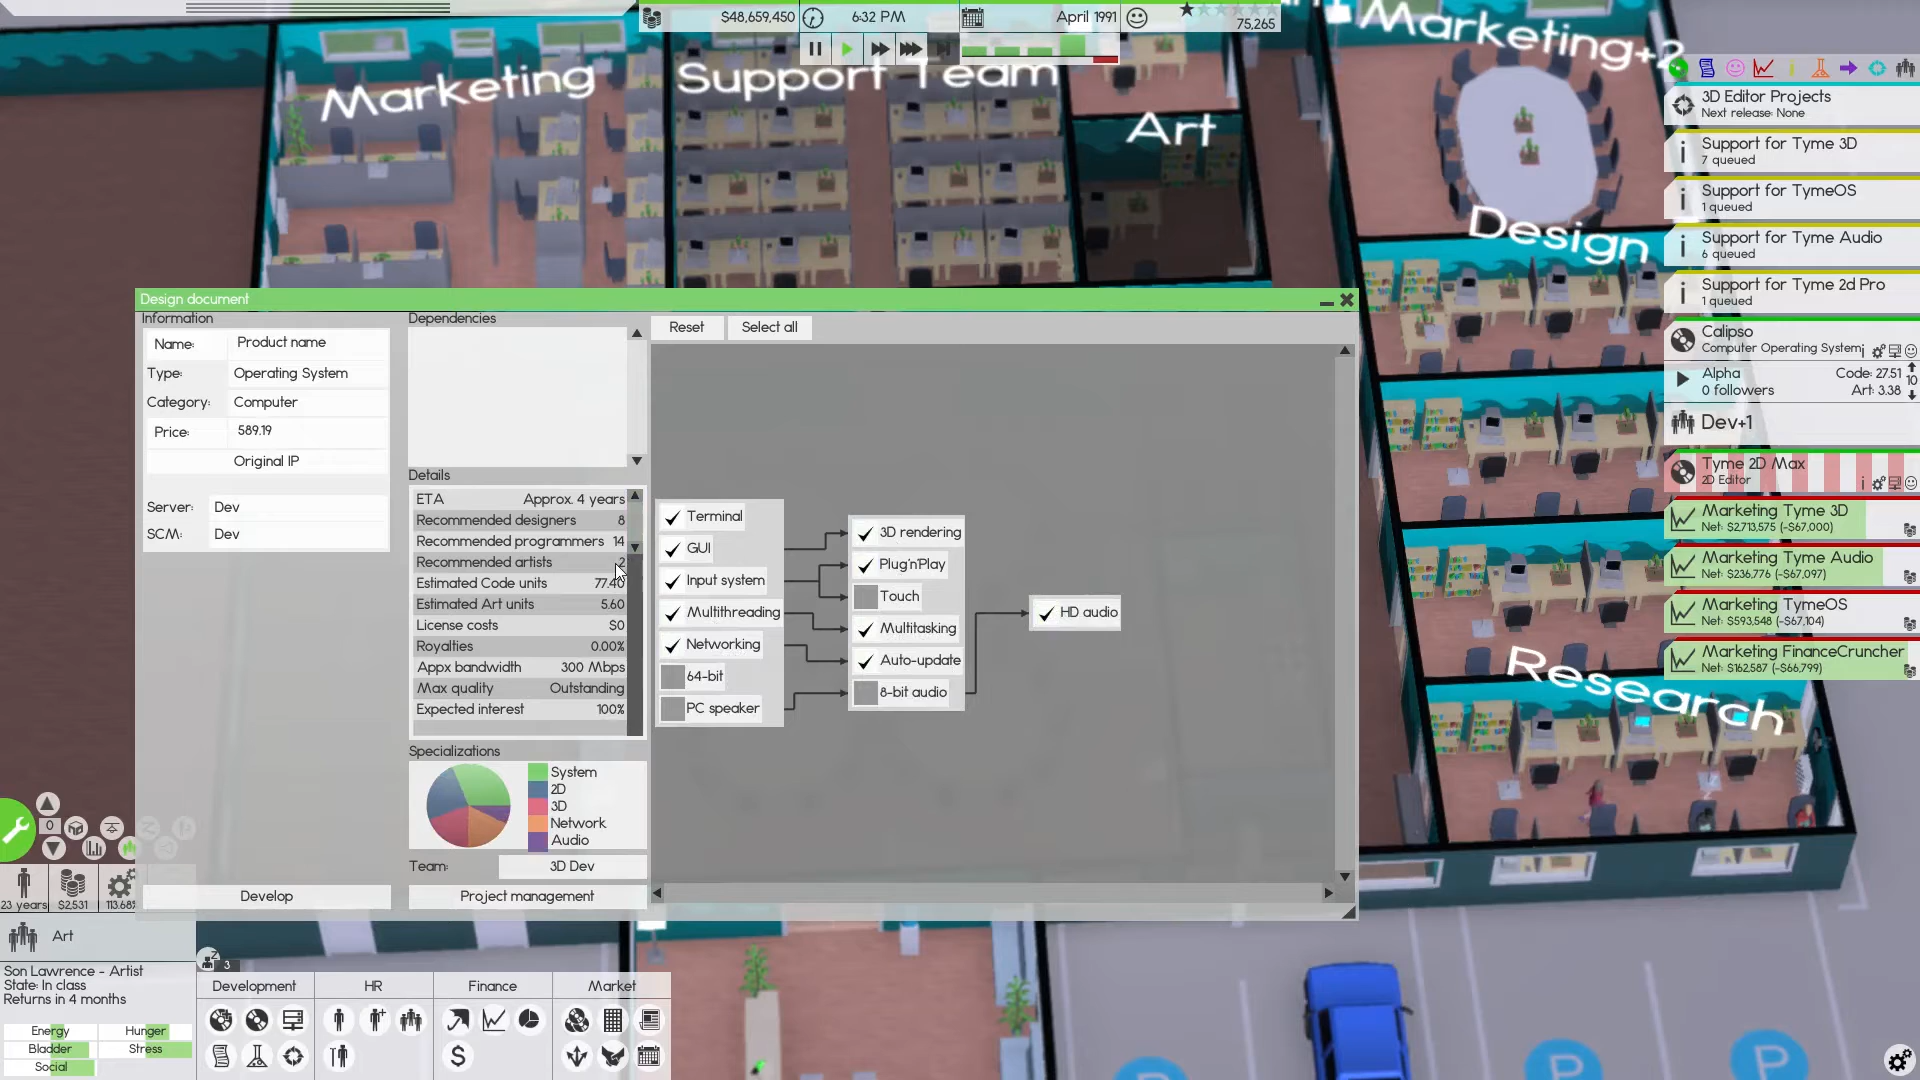 $48,659,450
6:32 PM
April 1991
75,265
Marketing
Support Team
Art
Marketing+2
Design
Research
3D Editor Projects
Next release: None
Support for Tyme 3D
7 queued
Support for TymeOS
1 queued
Support for Tyme Audio
6 queued
Support for Tyme 2d Pro
1 queued
Calipso
Computer Operating System
Alpha
Code: 27.51
0 followers
Art: 3.38
10
Dev+1
Tyme 2D Max
2D Editor
Marketing Tyme 3D
Net: $2,713,575 (-$67,000)
Marketing Tyme Audio
Net: $236,776 (-$67,097)
Marketing TymeOS
Net: $593,548 (-$67,104)
Marketing FinanceCruncher
Net: $162,587 (-$66,799)
Design document
Information
Name: Product name
Type: Operating System
Category: Computer
Price: 589.19
Original IP
Server: Dev
SCM: Dev
Develop
Dependencies
Details
ETA Approx. 4 years
Recommended designers 8
Recommended programmers 14
Recommended artists 2
Estimated Code units 77.40
Estimated Art units 5.60
License costs $0
Royalties 0.00%
Appx bandwidth 300 Mbps
Max quality Outstanding
Expected interest 100%
Specializations
System
2D
3D
Network
Audio
Team: 3D Dev
Project management
Reset
Select all
Terminal
GUI
Input system
Multithreading
Networking
64-bit
PC speaker
3D rendering
Plug'n'Play
Touch
Multitasking
Auto-update
8-bit audio
HD audio
0
23 years
$2,531
113.68%
Art
Son Lawrence - Artist
State: In class
Returns in 4 months
Energy
Hunger
Bladder
Stress
Social
3
Development
HR
Finance
Market
P
P
P